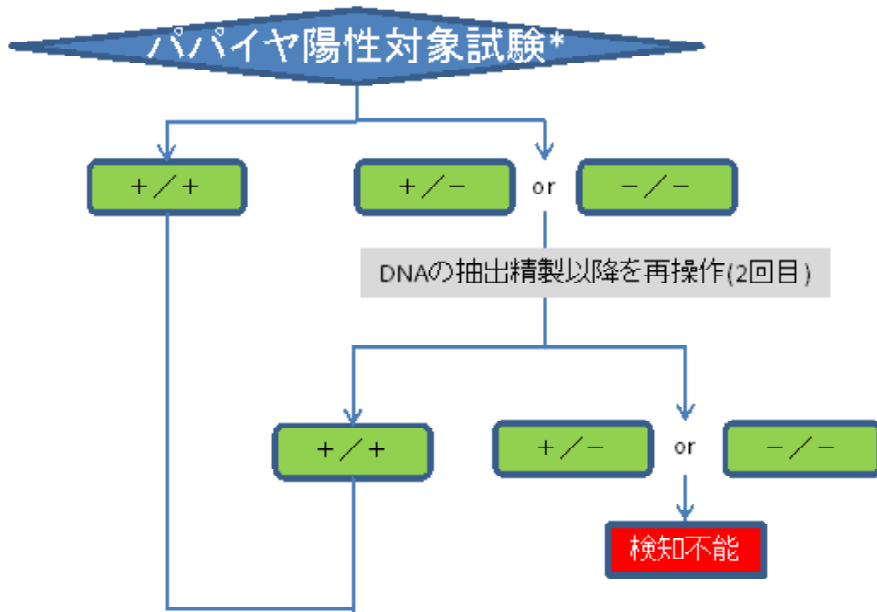 パパイヤ陽性対象試験*
+/+
+/- or -/-
DNAの抽出精製以降を再操作(2回目)
+/+
+/- or -/-
検知不能